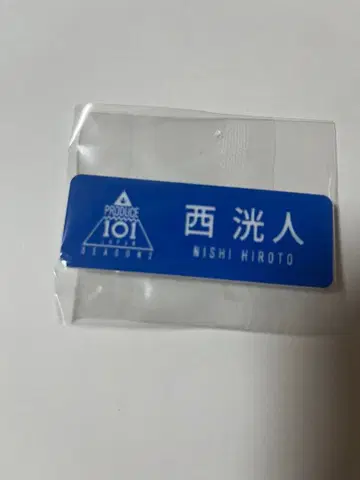 PRODUCE
101
JAPAN
SEASON2
西 洸人
NISHI HIROTO